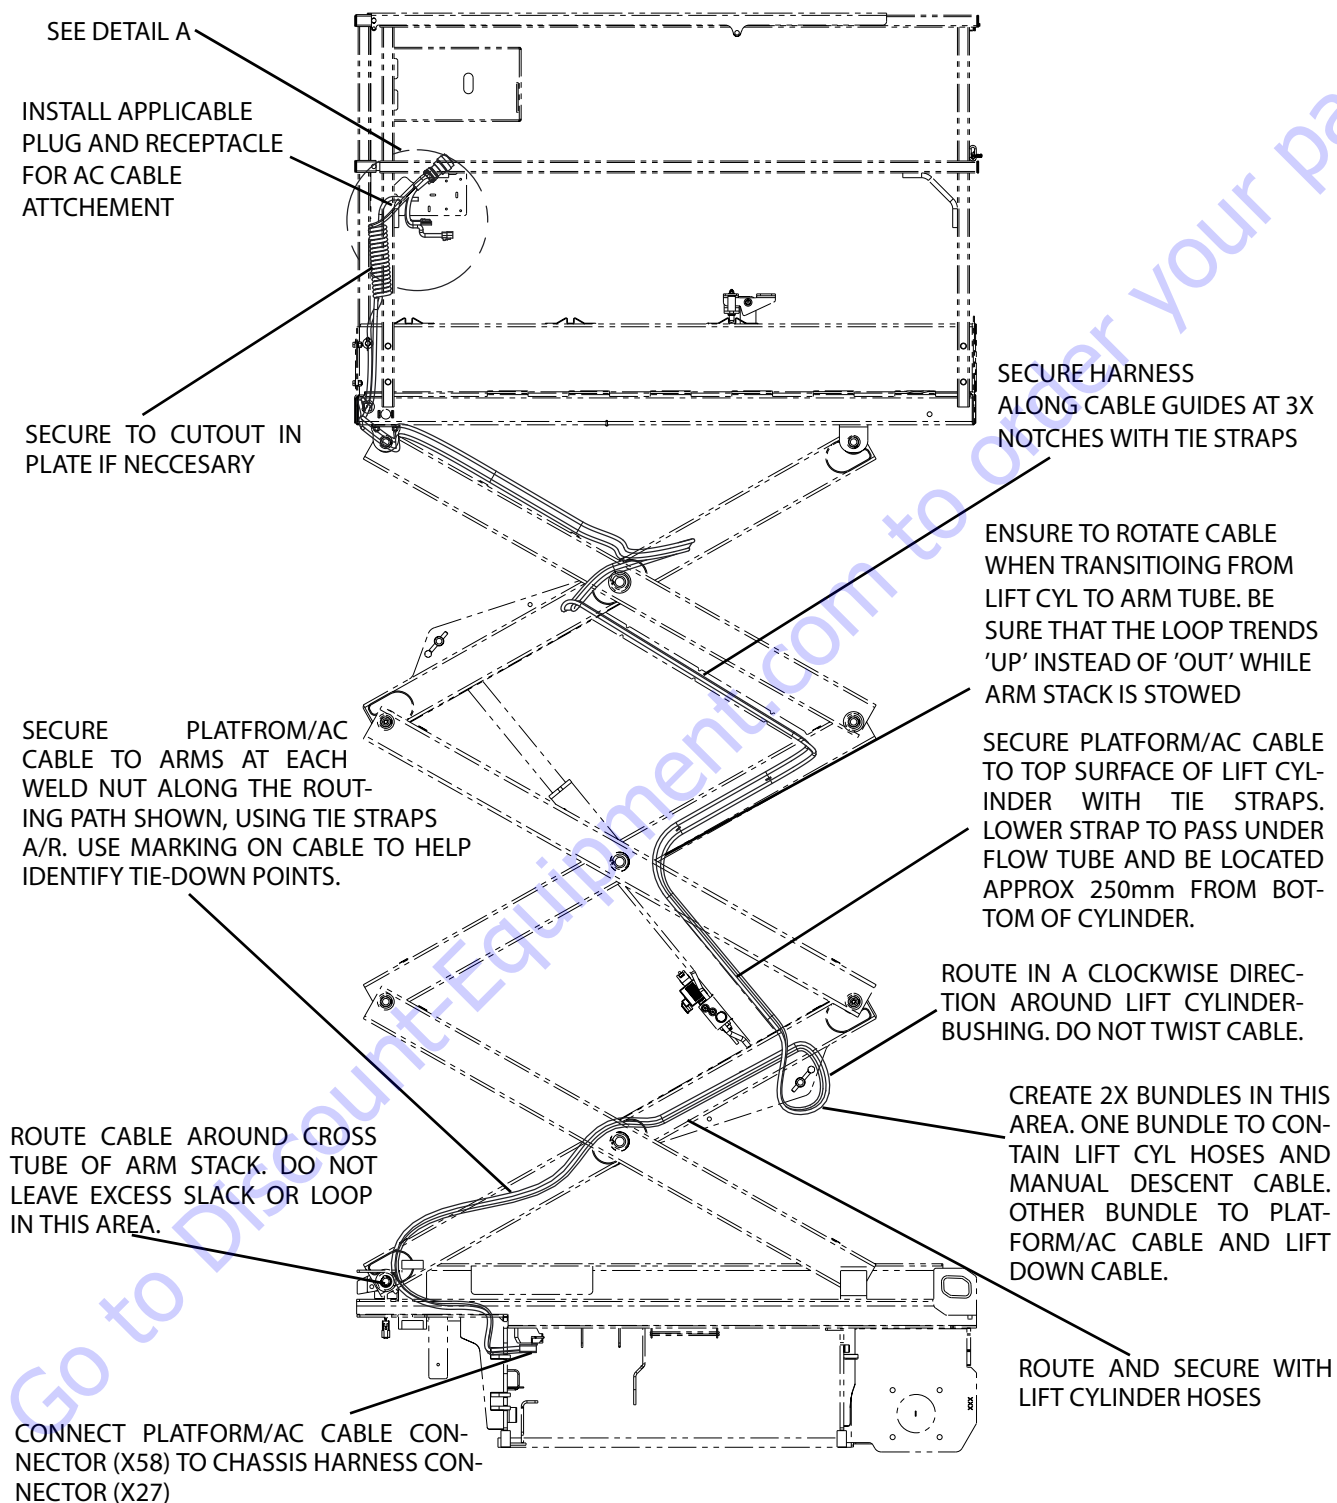 SEE DETAIL A
INSTALL APPLICABLE
PLUG AND RECEPTACLE
FOR AC CABLE
ATTCHEMENT
SECURE TO CUTOUT IN
PLATE IF NECCESARY
SECURE HARNESS
ALONG CABLE GUIDES AT 3X
NOTCHES WITH TIE STRAPS
ENSURE TO ROTATE CABLE
WHEN TRANSITIOING FROM
LIFT CYL TO ARM TUBE. BE
SURE THAT THE LOOP TRENDS
'UP' INSTEAD OF 'OUT' WHILE
ARM STACK IS STOWED
SECURE PLATFROM/AC
CABLE TO ARMS AT EACH
WELD NUT ALONG THE ROUT-
ING PATH SHOWN, USING TIE STRAPS
A/R. USE MARKING ON CABLE TO HELP
IDENTIFY TIE-DOWN POINTS.
SECURE PLATFORM/AC CABLE
TO TOP SURFACE OF LIFT CYL-
INDER WITH TIE STRAPS.
LOWER STRAP TO PASS UNDER
FLOW TUBE AND BE LOCATED
APPROX 250mm FROM BOT-
TOM OF CYLINDER.
ROUTE IN A CLOCKWISE DIREC-
TION AROUND LIFT CYLINDER-
BUSHING. DO NOT TWIST CABLE.
CREATE 2X BUNDLES IN THIS
AREA. ONE BUNDLE TO CON-
TAIN LIFT CYL HOSES AND
MANUAL DESCENT CABLE.
OTHER BUNDLE TO PLAT-
FORM/AC CABLE AND LIFT
DOWN CABLE.
ROUTE CABLE AROUND CROSS
TUBE OF ARM STACK. DO NOT
LEAVE EXCESS SLACK OR LOOP
IN THIS AREA.
ROUTE AND SECURE WITH
LIFT CYLINDER HOSES
XXX
CONNECT PLATFORM/AC CABLE CON-
NECTOR (X58) TO CHASSIS HARNESS CON-
NECTOR (X27)
Go to Discount-Equipment.com to order your pa